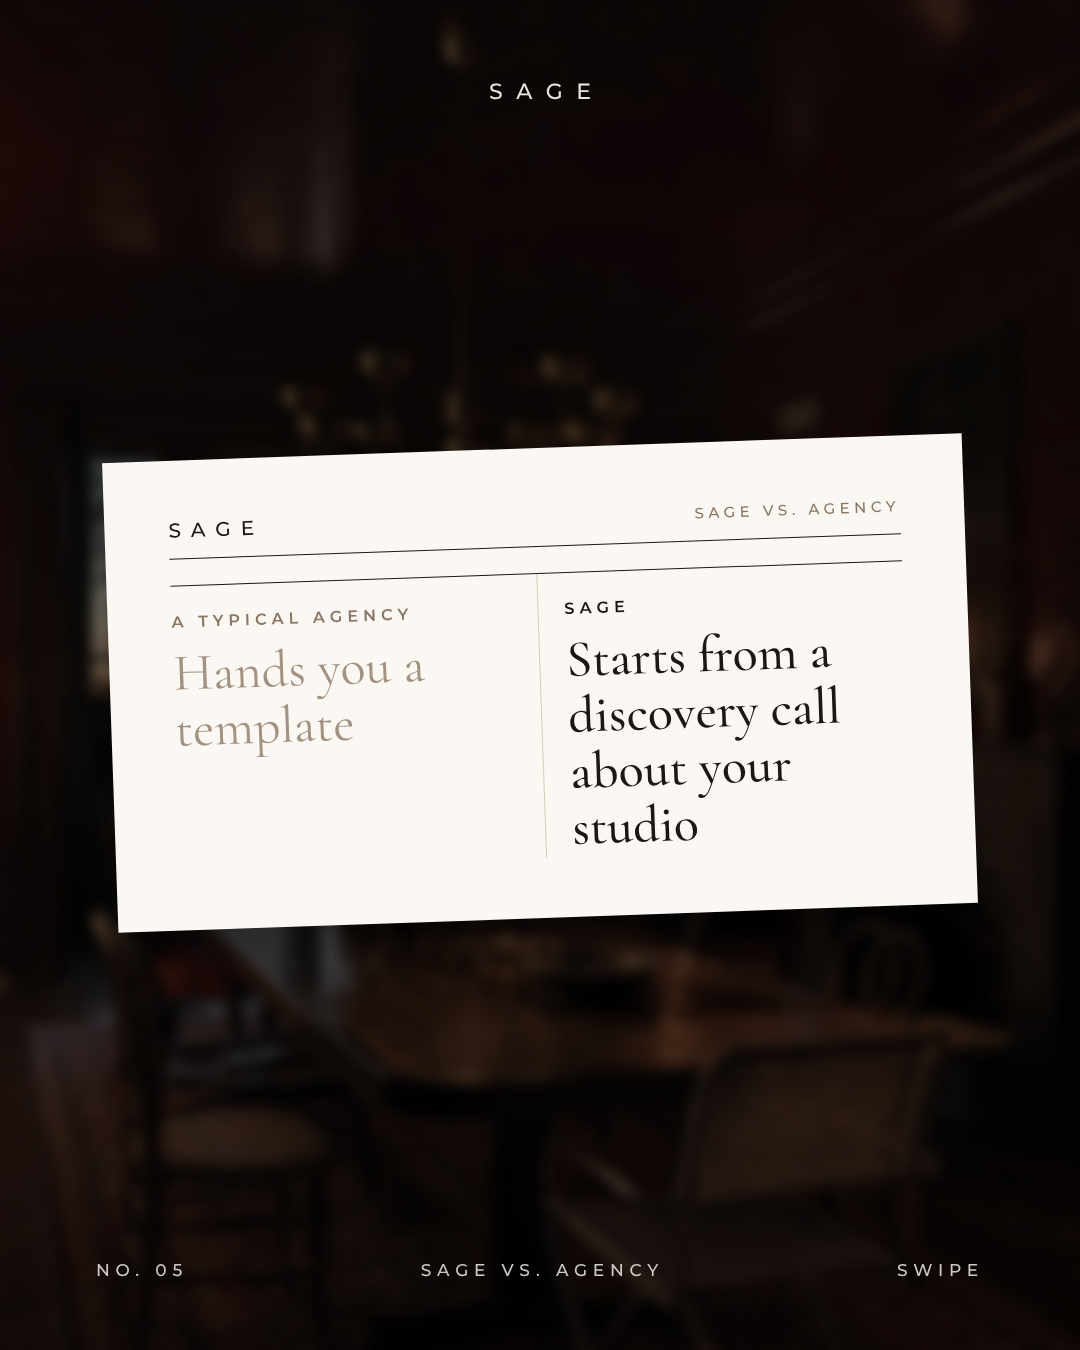 SAGE
SAGE
SAGE VS. AGENCY
A TYPICAL AGENCY
Hands you a
template
SAGE
Starts from a
discovery call
about your
studio
NO. 05
SAGE VS. AGENCY
SWIPE